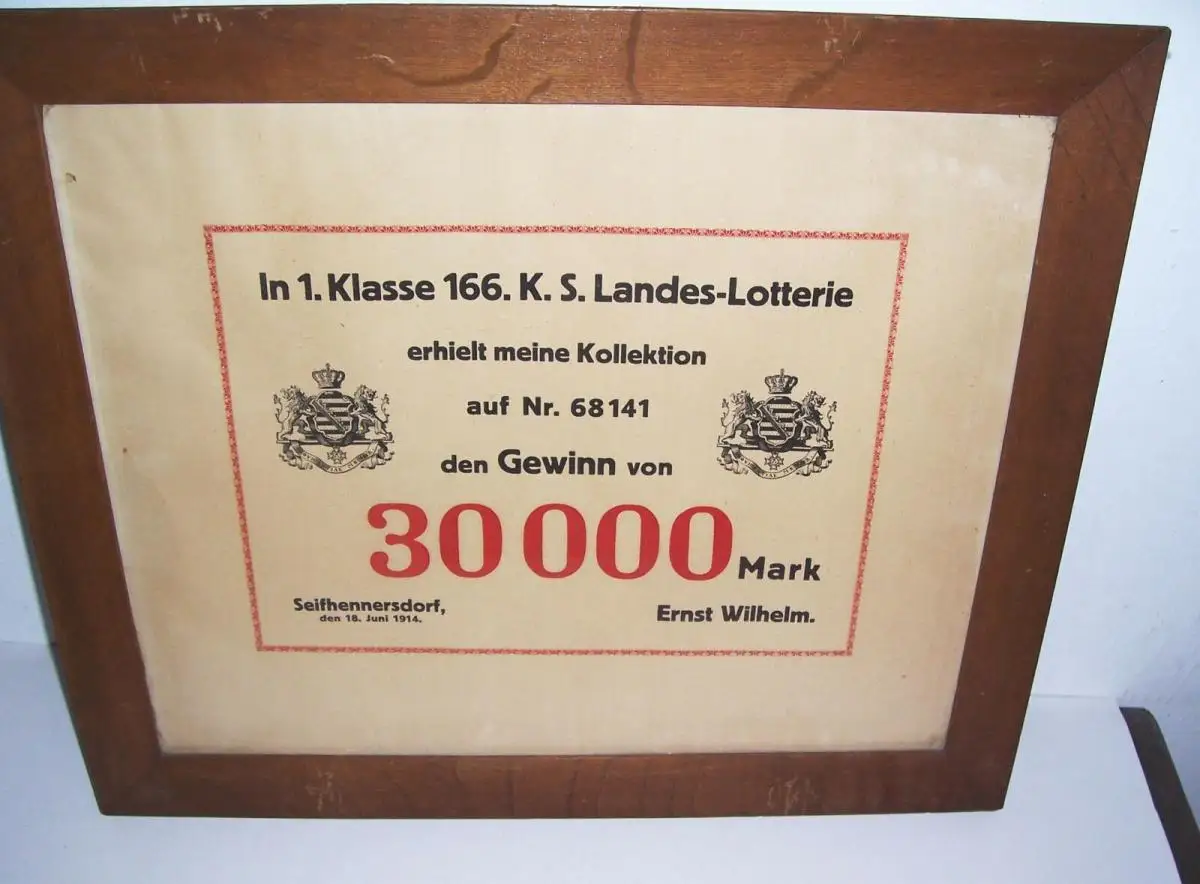 In 1. Klasse 166. K. S. Landes-Lotterie
erhielt meine Kollektion
auf Nr. 68141
den Gewinn von
30000 Mark
Seifhennersdorf,
den 18. Juni 1914.
Ernst Wilhelm.